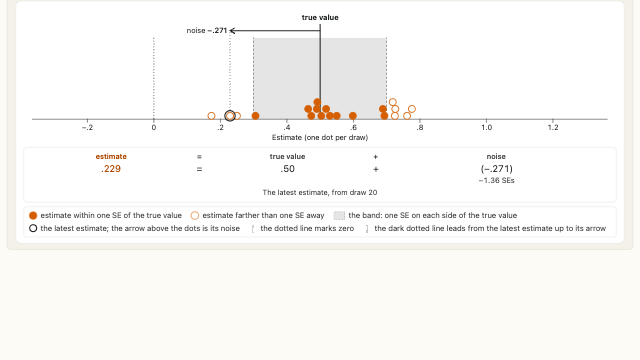 true value
noise −.271
−.2 0 .2 .4 .6 .8 1.0 1.2
Estimate (one dot per draw)
estimate = true value + noise
.229 = .50 + (−.271)
−1.36 SEs
The latest estimate, from draw 20
estimate within one SE of the true value estimate farther than one SE away the band: one SE on each side of the true value
the latest estimate; the arrow above the dots is its noise the dotted line marks zero the dark dotted line leads from the latest estimate up to its arrow